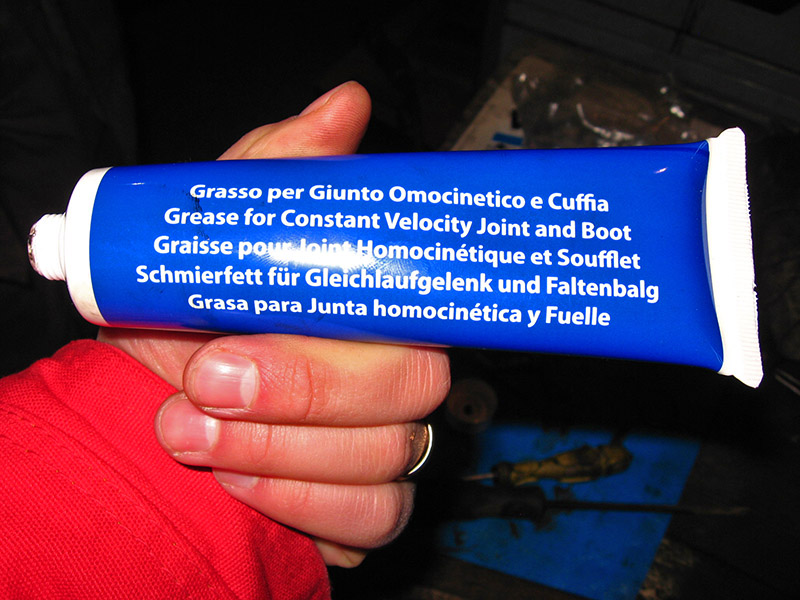 Grasso per Giunto Omocinetico e Cuffia
Grease for Constant Velocity Joint and Boot
Graisse pour Joint Homocinétique et Soufflet
Schmierfett für Gleichlaufgelenk und Faltenbalg
Grasa para Junta homocinética y Fuelle